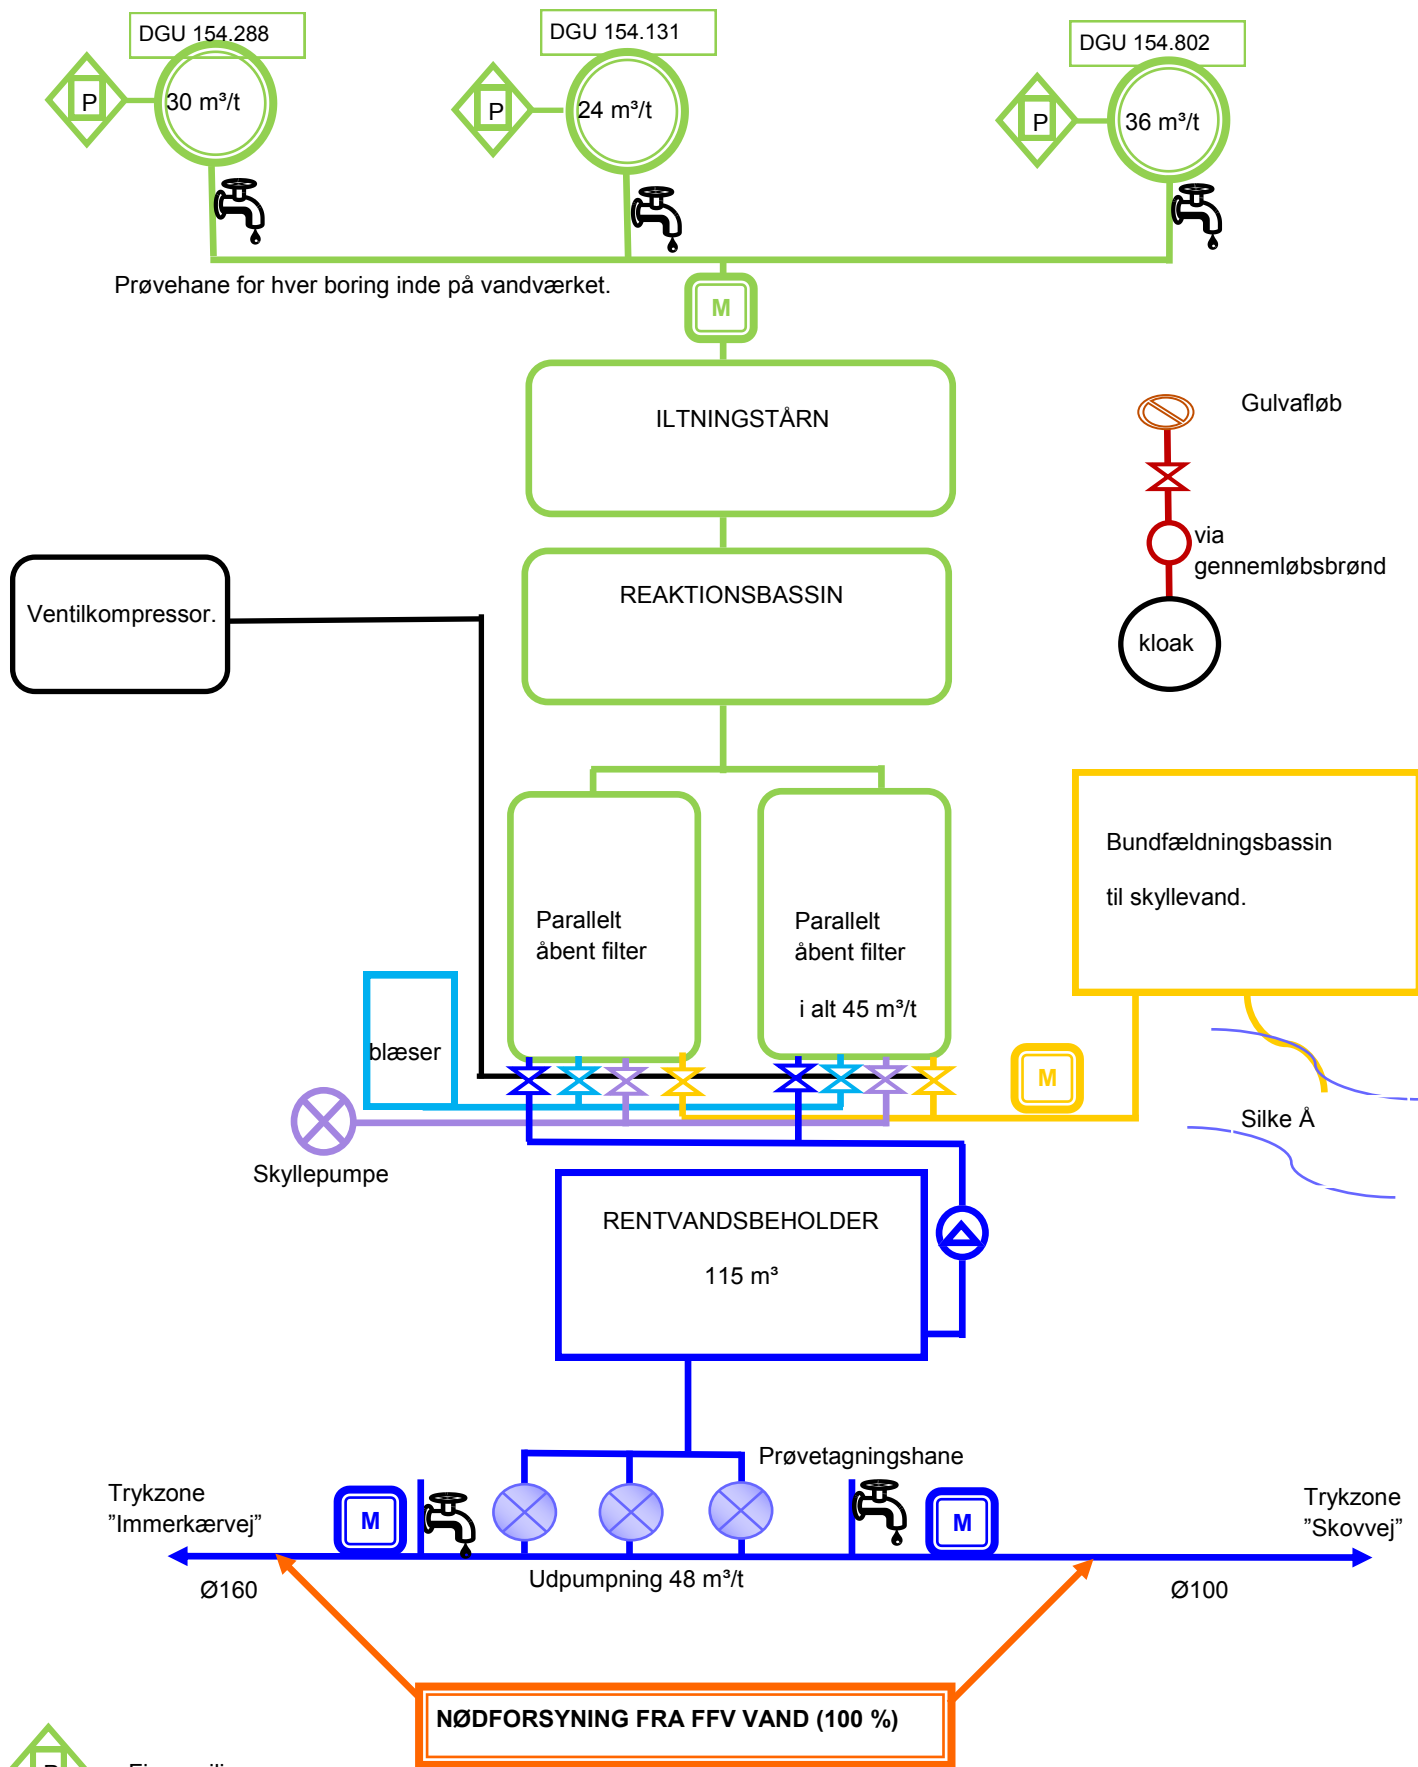 DGU 154.288
DGU 154.131
DGU 154.802
P
30 m³/t
P
24 m³/t
P
36 m³/t
Prøvehane for hver boring inde på vandværket.
M
ILTNINGSTÅRN
Gulvafløb
via
gennemløbsbrønd
kloak
REAKTIONSBASSIN
Ventilkompressor.
Bundfældningsbassin
til skyllevand.
Parallelt
åbent filter
Parallelt
åbent filter
i alt 45 m³/t
blæser
M
Silke Å
Skyllepumpe
RENTVANDSBEHOLDER
115 m³
Prøvetagningshane
Trykzone
”Immerkærvej”
M
M
Trykzone
”Skovvej”
Ø160
Udpumpning 48 m³/t
Ø100
NØDFORSYNING FRA FFV VAND (100 %)